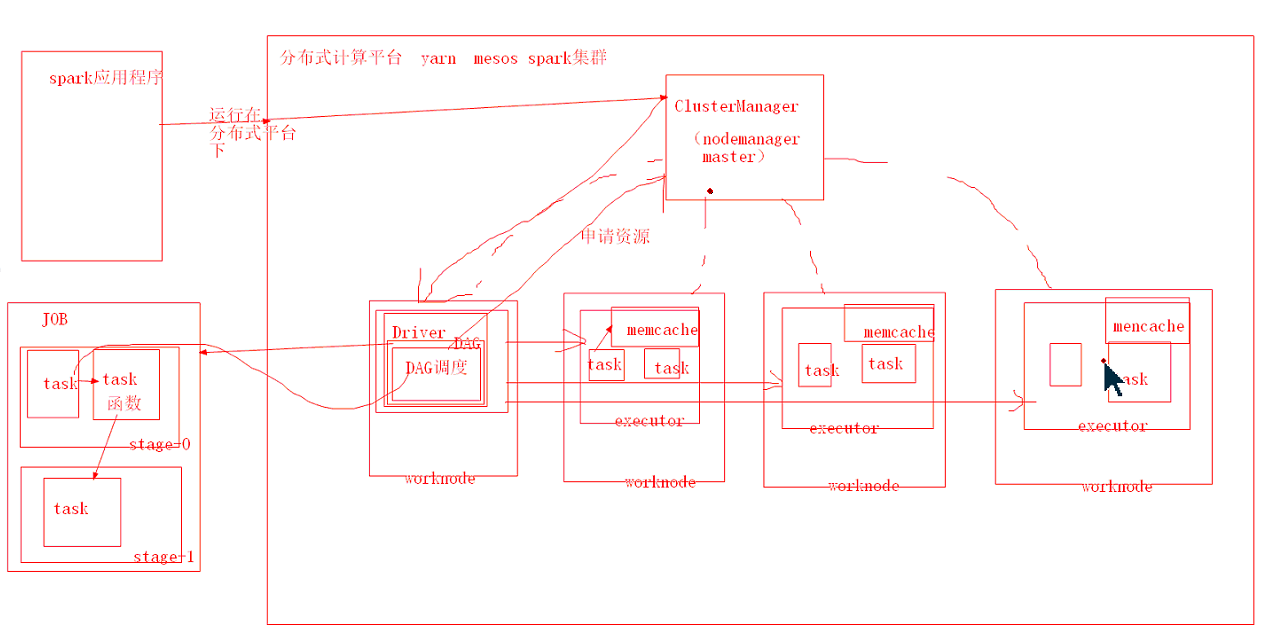 分布式计算平台 yarn mesos spark集群
spark应用程序
运行在
分布式平台
下
ClusterManager
（nodemanager
master）
申请资源
JOB
task
task
函数
stage-0
task
stage-1
Driver
DAG
DAG调度
worknode
memcache
task
task
executor
worknode
memcache
task
task
executor
worknode
mencache
task
executor
worknode